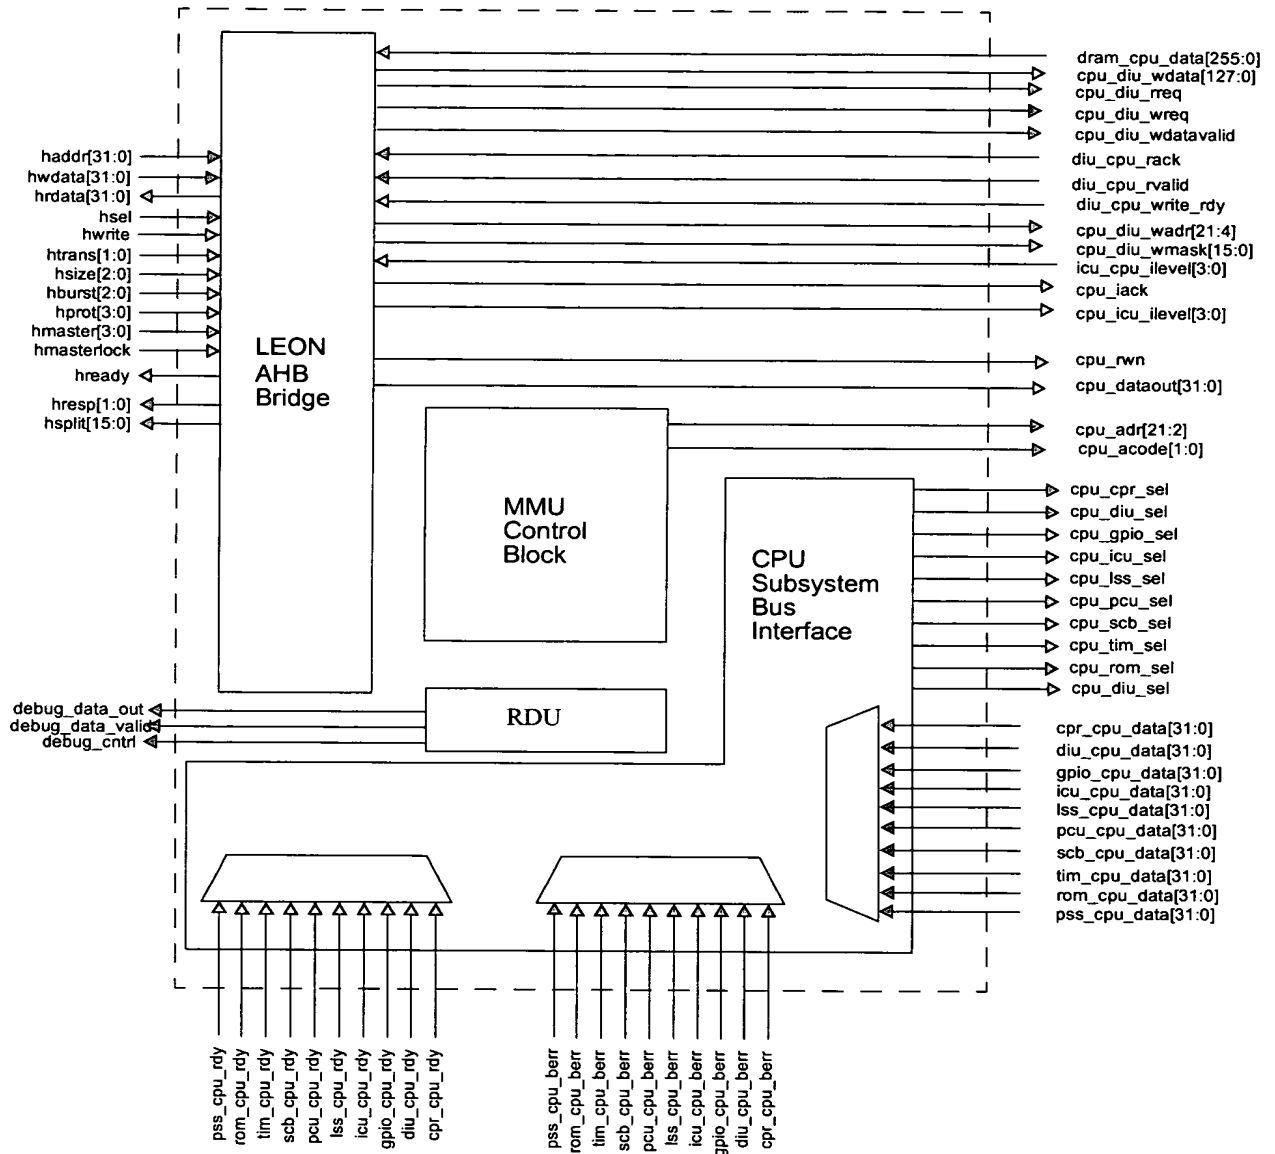 dram_cpu_data[255:0]
cpu_diu_wdata[127:0]
cpu_diu_rreq
cpu_diu_wreq
cpu_diu_wdatavalid
diu_cpu_rack
diu_cpu_rvalid
diu_cpu_write_rdy
cpu_diu_wadr[21:4]
cpu_diu_wmask[15:0]
icu_cpu_ilevel[3:0]
cpu_iack
cpu_icu_ilevel[3:0]
cpu_rwn
cpu_dataout[31:0]
cpu_adr[21:2]
cpu_acode[1:0]
haddr[31:0]
hwdata[31:0]
hrdata[31:0]
hsel
hwrite
htrans[1:0]
hsize[2:0]
hburst[2:0]
hprot[3:0]
hmaster[3:0]
hmasterlock
hready
hresp[1:0]
hsplit[15:0]
LEON
AHB
Bridge
MMU
Control
Block
CPU
Subsystem
Bus
Interface
cpu_cpr_sel
cpu_diu_sel
cpu_gpio_sel
cpu_icu_sel
cpu_lss_sel
cpu_pcu_sel
cpu_scb_sel
cpu_tim_sel
cpu_rom_sel
cpu_diu_sel
debug_data_out
debug_data_valid
debug_cntrl
RDU
cpr_cpu_data[31:0]
diu_cpu_data[31:0]
gpio_cpu_data[31:0]
icu_cpu_data[31:0]
lss_cpu_data[31:0]
pcu_cpu_data[31:0]
scb_cpu_data[31:0]
tim_cpu_data[31:0]
rom_cpu_data[31:0]
pss_cpu_data[31:0]
pss_cpu_rdy
rom_cpu_rdy
tim_cpu_rdy
scb_cpu_rdy
pcu_cpu_rdy
lss_cpu_rdy
icu_cpu_rdy
gpio_cpu_rdy
diu_cpu_rdy
cpr_cpu_rdy
pss_cpu_berr
rom_cpu_berr
tim_cpu_berr
scb_cpu_berr
pcu_cpu_berr
lss_cpu_berr
icu_cpu_berr
gpio_cpu_berr
diu_cpu_berr
cpr_cpu_berr